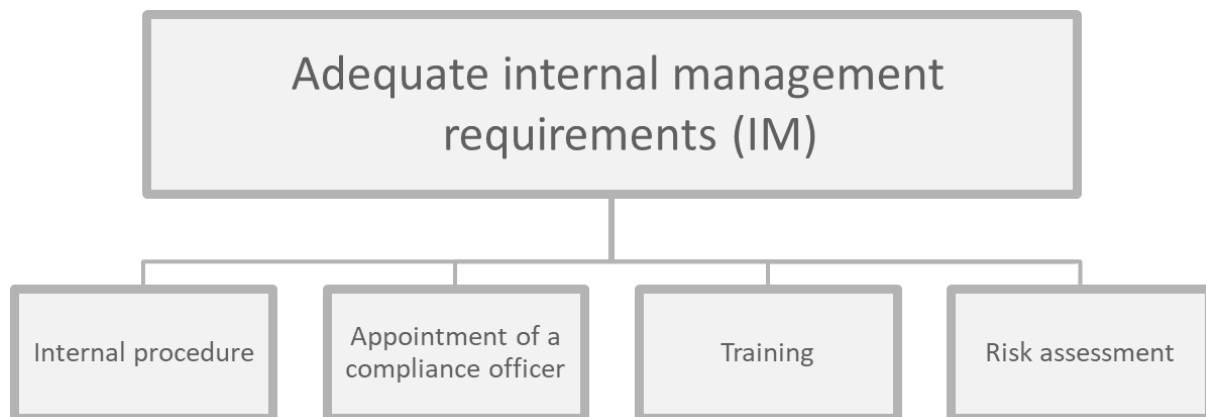 Adequate internal management
requirements (IM)
Internal procedure
Appointment of a
compliance officer
Training
Risk assessment